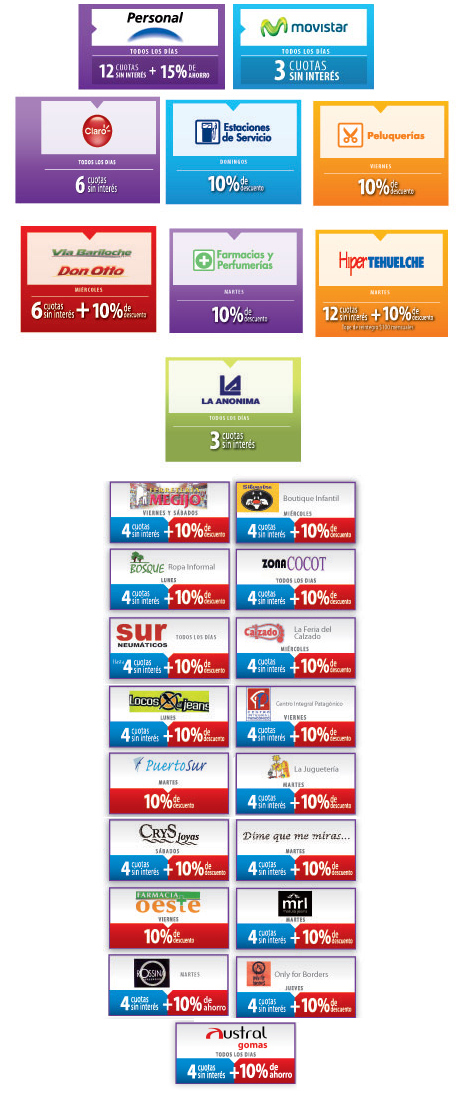 Personal
TODOS LOS DÍAS
12 CUOTAS SIN INTERÉS + 15% DE AHORRO
movistar
TODOS LOS DÍAS
3 CUOTAS SIN INTERÉS
Claro
TODOS LOS DIAS
6 cuotas sin interés
Estaciones de Servicio
DOMINGOS
10% de descuento
Peluquerías
VIERNES
10% de descuento
Via Bariloche
Don Otto
MIÉRCOLES
6 cuotas sin interés + 10% de descuento
Farmacias y Perfumerías
MARTES
10% de descuento
HiperTEHUELCHE
MARTES
12 cuotas sin interés + 10% de descuento
LA ANONIMA
TODOS LOS DÍAS
3 cuotas sin interés
MEGIJO
VIERNES Y SÁBADOS
4 cuotas sin interés +10% de descuento
Silvestre
Boutique Infantil
MIÉRCOLES
4 cuotas sin interés +10% de descuento
BOSQUE Ropa Informal
LUNES
4 cuotas sin interés +10% de descuento
ZONACOCOT
TODOS LOS DIAS
4 cuotas sin interés +10% de descuento
sur
NEUMÁTICOS
TODOS LOS DÍAS
Hasta 4 cuotas sin interés +10% de descuento
Calzado
La Feria del Calzado
MIÉRCOLES
4 cuotas sin interés +10% de descuento
Locos X Jeans
LUNES
4 cuotas sin interés +10% de descuento
Centro Integral Patagónico
VIERNES
4 cuotas sin interés +10% de descuento
PuertoSur
MARTES
10% de descuento
La Juguetería
MARTES
4 cuotas sin interés +10% de descuento
CRYS Joyas
SÁBADOS
4 cuotas sin interés +10% de descuento
Dime que me miras...
MARTES
4 cuotas sin interés +10% de descuento
FARMACIA
oeste
VIERNES
10% de descuento
mrl
MARTES
4 cuotas sin interés +10% de descuento
ROSSINA
MARTES
4 cuotas sin interés +10% de ahorro
Only for Borders
JUEVES
4 cuotas sin interés +10% de descuento
Austral
gomas
TODOS LOS DIAS
4 cuotas sin interés +10% de ahorro